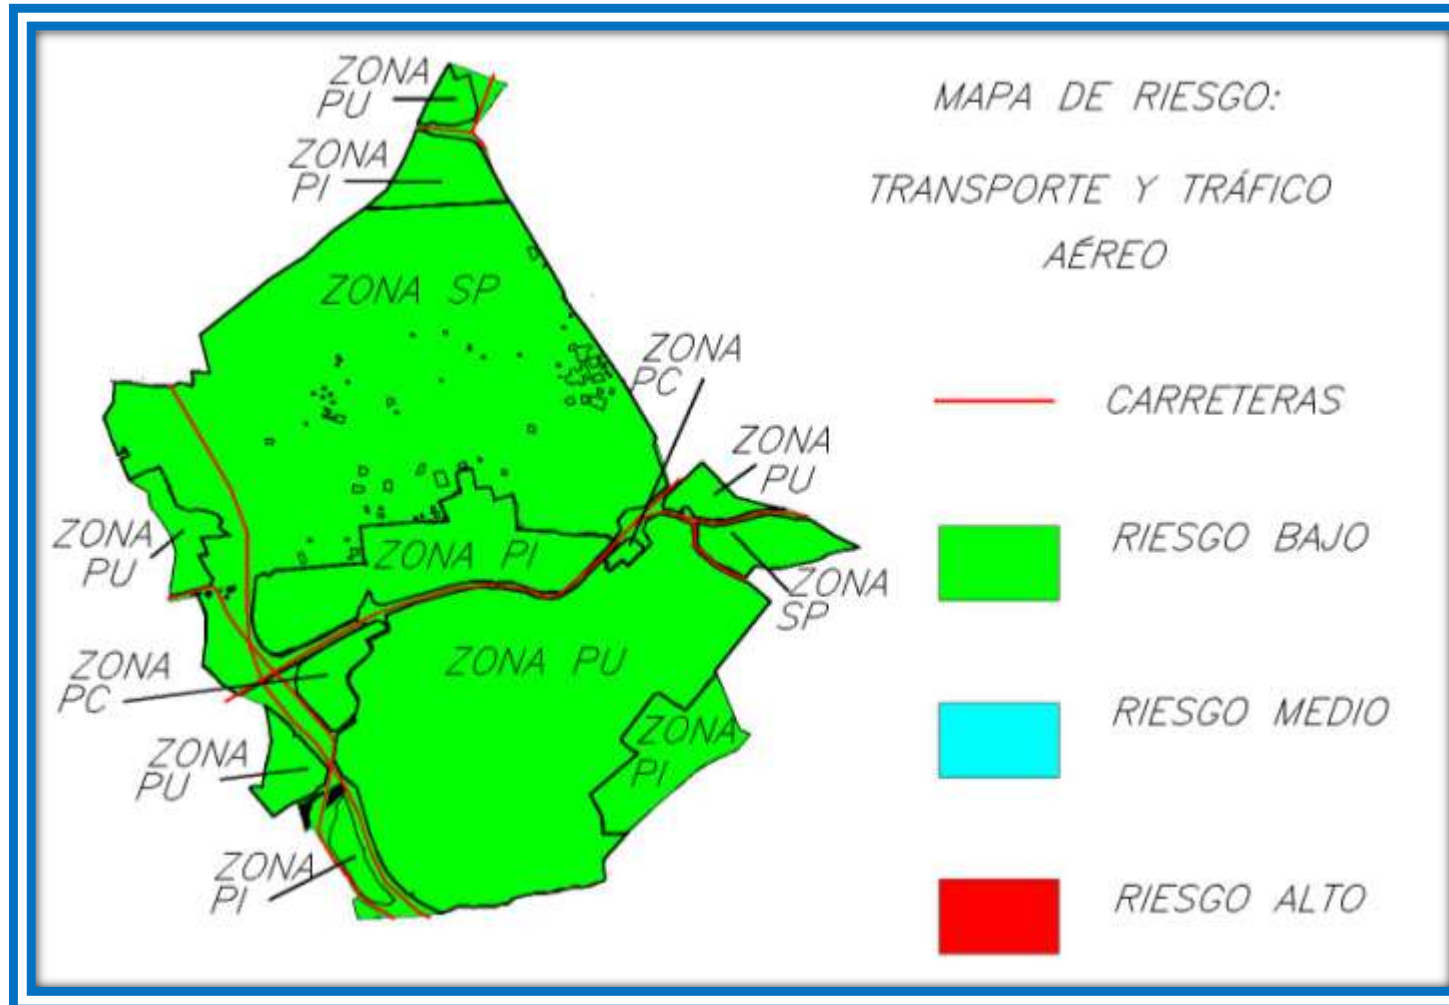 ZONA
PU
ZONA
PI
ZONA SP
ZONA
PC
ZONA
PU
ZONA
PU
ZONA PI
ZONA
SP
ZONA
PC
ZONA PU
ZONA
PI
ZONA
PU
ZONA
PI
MAPA DE RIESGO:
TRANSPORTE Y TRÁFICO
AÉREO
CARRETERAS
RIESGO BAJO
RIESGO MEDIO
RIESGO ALTO